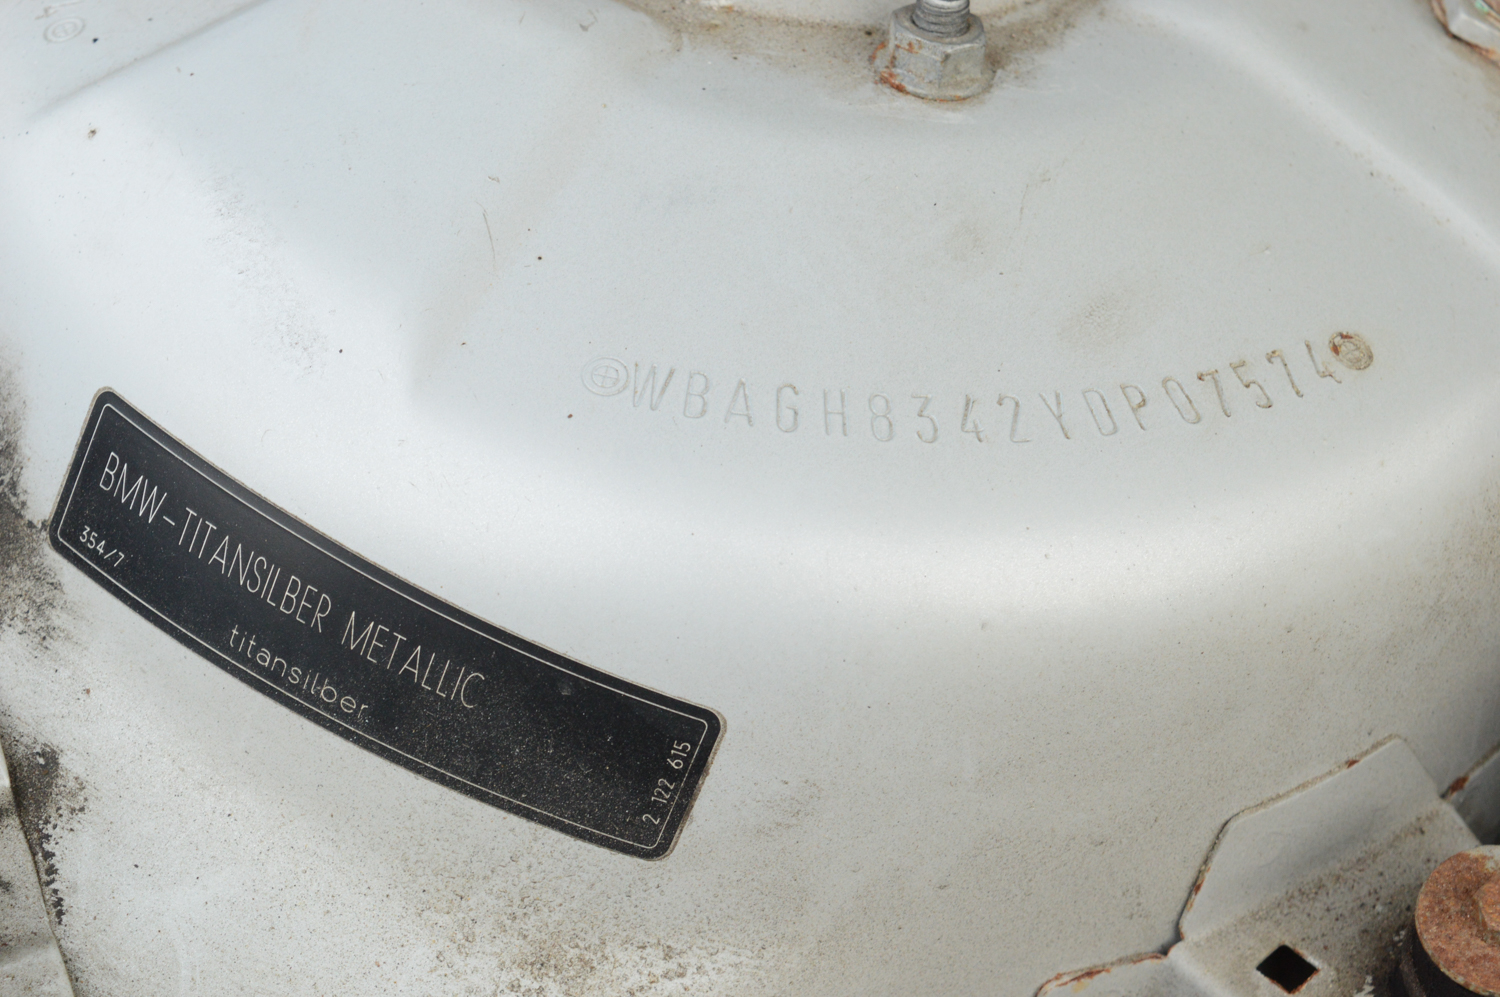 WBAGH8342YDP07574
BMW-TITANSILBER METALLIC
354/7
titansilber
2 122 615